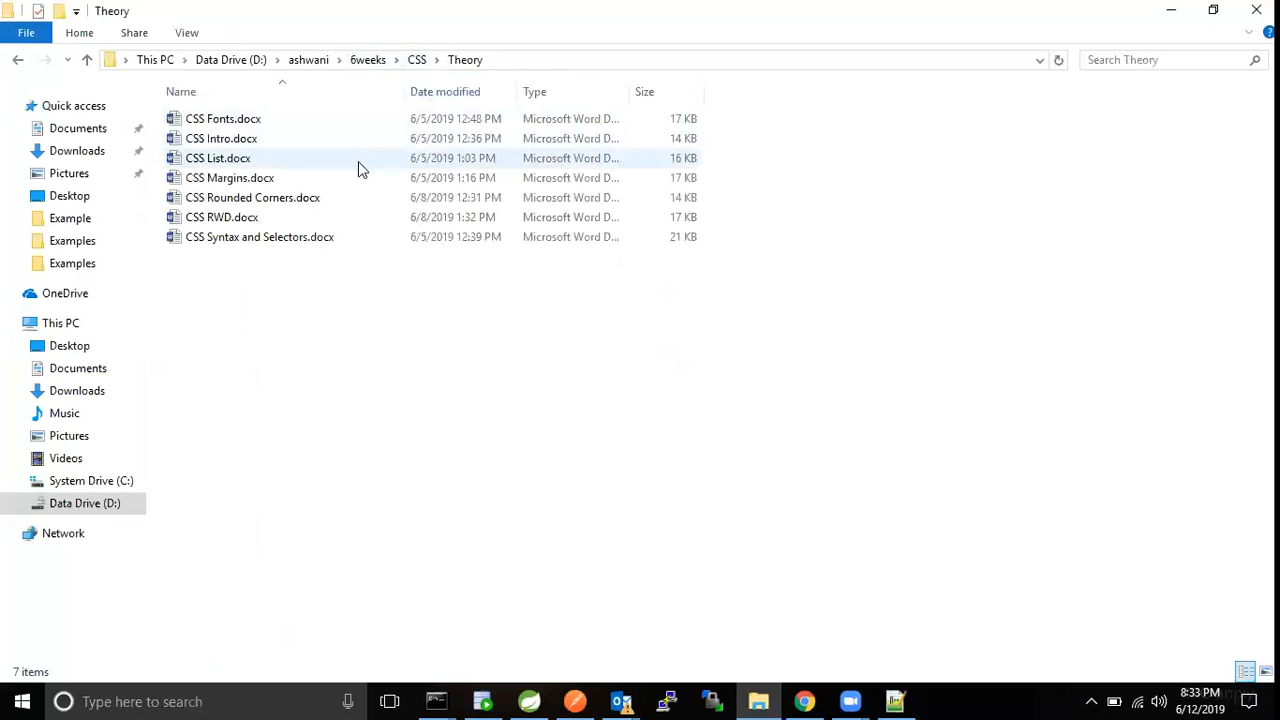 Theory
File Home Share View
This PC Data Drive (D:) ashwani 6weeks CSS Theory Search Theory
Name Date modified Type Size
Quick access
Documents
Downloads
Pictures
Desktop
Example
Examples
Examples
OneDrive
This PC
Desktop
Documents
Downloads
Music
Pictures
Videos
System Drive (C:)
Data Drive (D:)
Network
CSS Fonts.docx 6/5/2019 12:48 PM Microsoft Word D... 17 KB
CSS Intro.docx 6/5/2019 12:36 PM Microsoft Word D... 14 KB
CSS List.docx 6/5/2019 1:03 PM Microsoft Word D... 16 KB
CSS Margins.docx 6/5/2019 1:16 PM Microsoft Word D... 17 KB
CSS Rounded Corners.docx 6/8/2019 12:31 PM Microsoft Word D... 14 KB
CSS RWD.docx 6/8/2019 1:32 PM Microsoft Word D... 17 KB
CSS Syntax and Selectors.docx 6/5/2019 12:39 PM Microsoft Word D... 21 KB
7 items
Type here to search
8:33 PM
6/12/2019